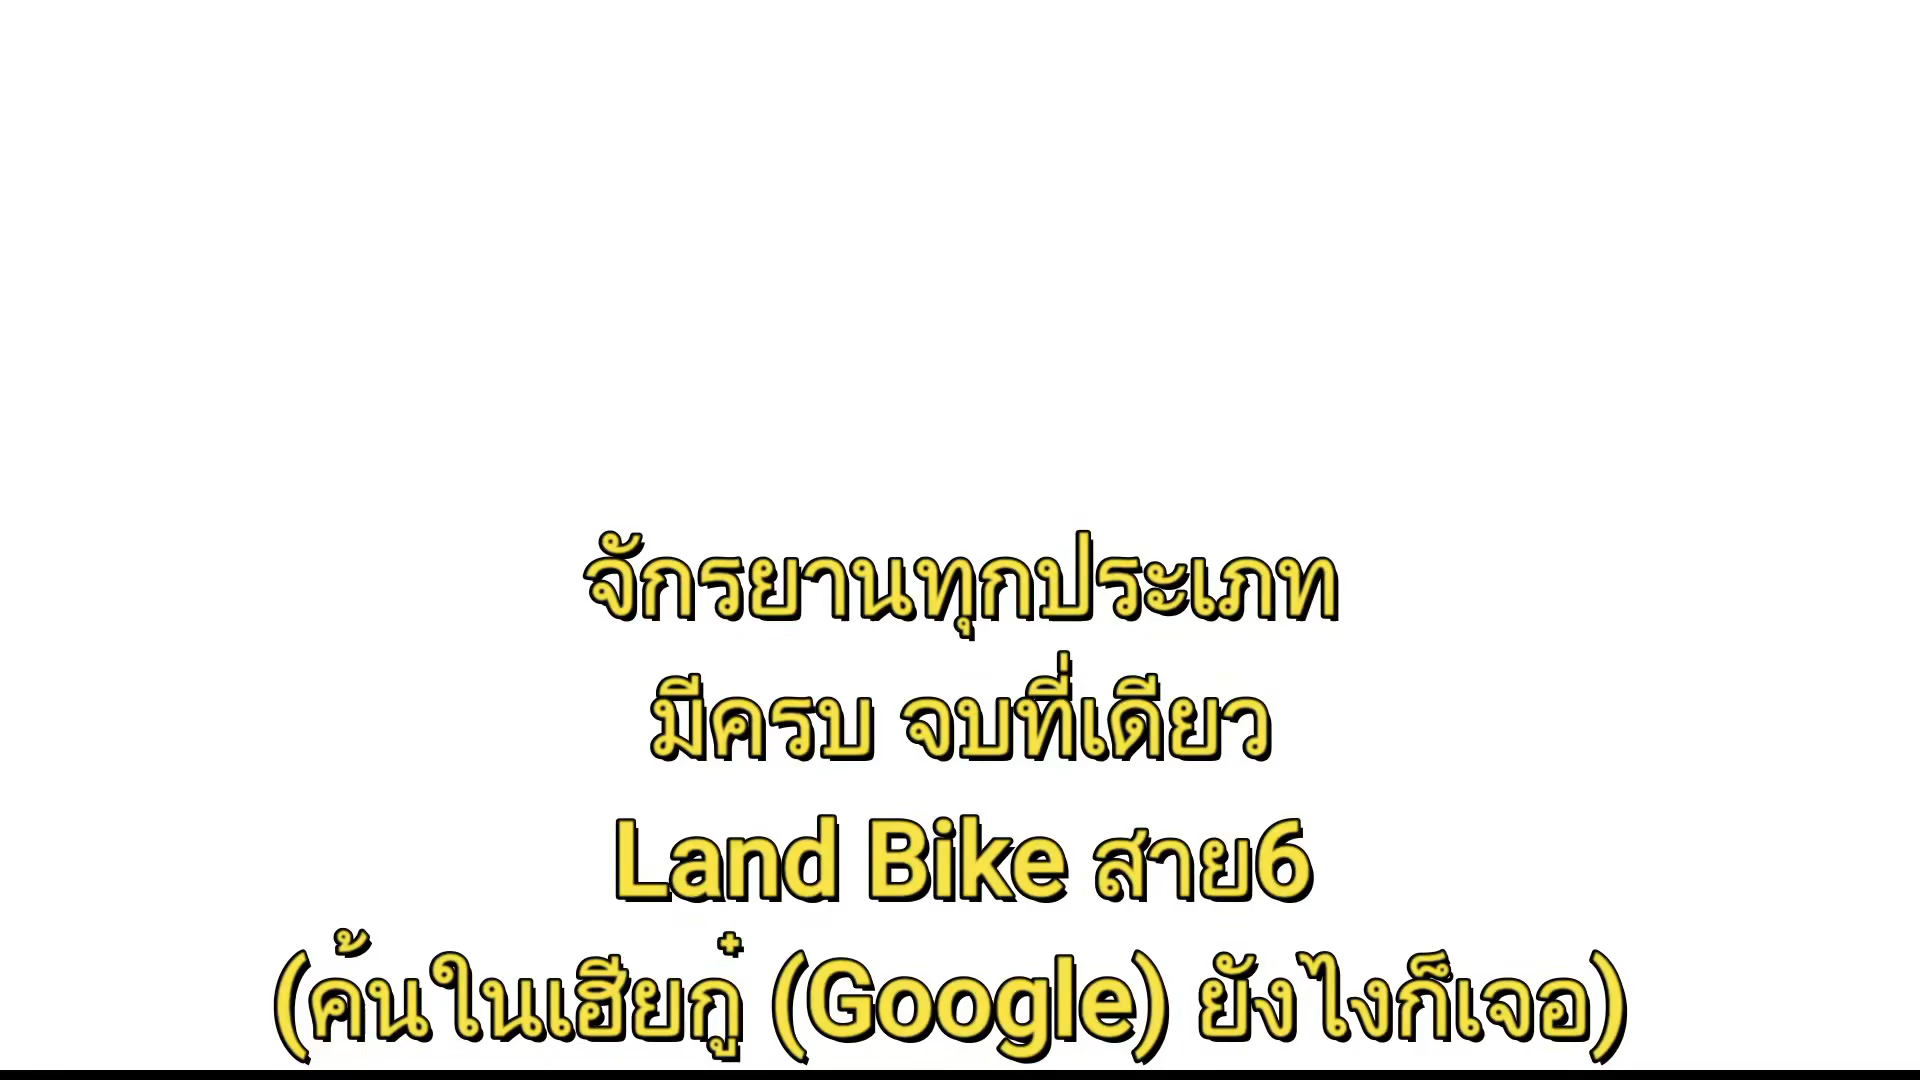 จักรยานทุกประเภท
มีครบ จบที่เดียว
Land Bike สาย6
(ค้นในเฮียกู๋ (Google) ยังไงก็เจอ)